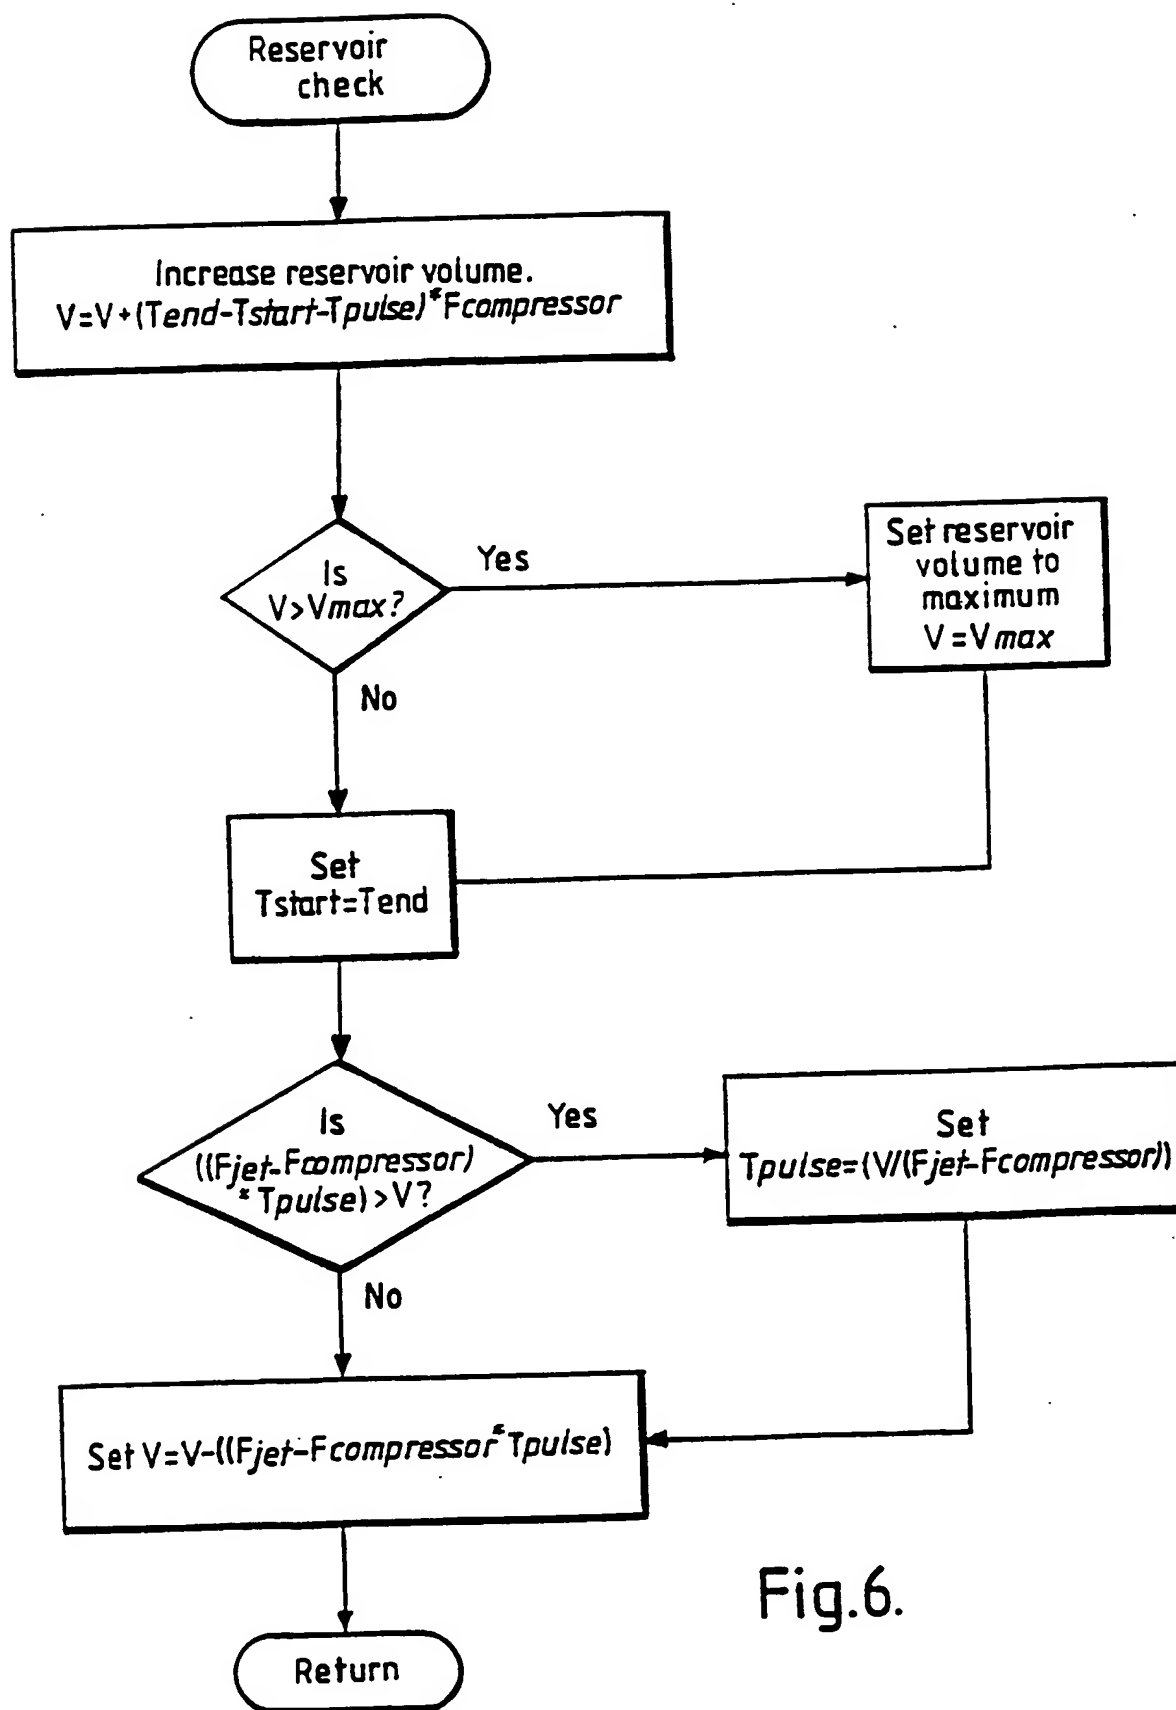 Reservoir
check
Increase reservoir volume.
V=V+(Tend-Tstart-Tpulse)*Fcompressor
Is
V>Vmax?
Yes
Set reservoir
volume to
maximum
V=Vmax
No
Set
Tstart=Tend
Is
((Fjet-Fcompressor)
*Tpulse)>V?
Yes
Set
Tpulse=(V/(Fjet-Fcompressor))
No
Set V=V-((Fjet-Fcompressor*Tpulse)
Return
Fig.6.